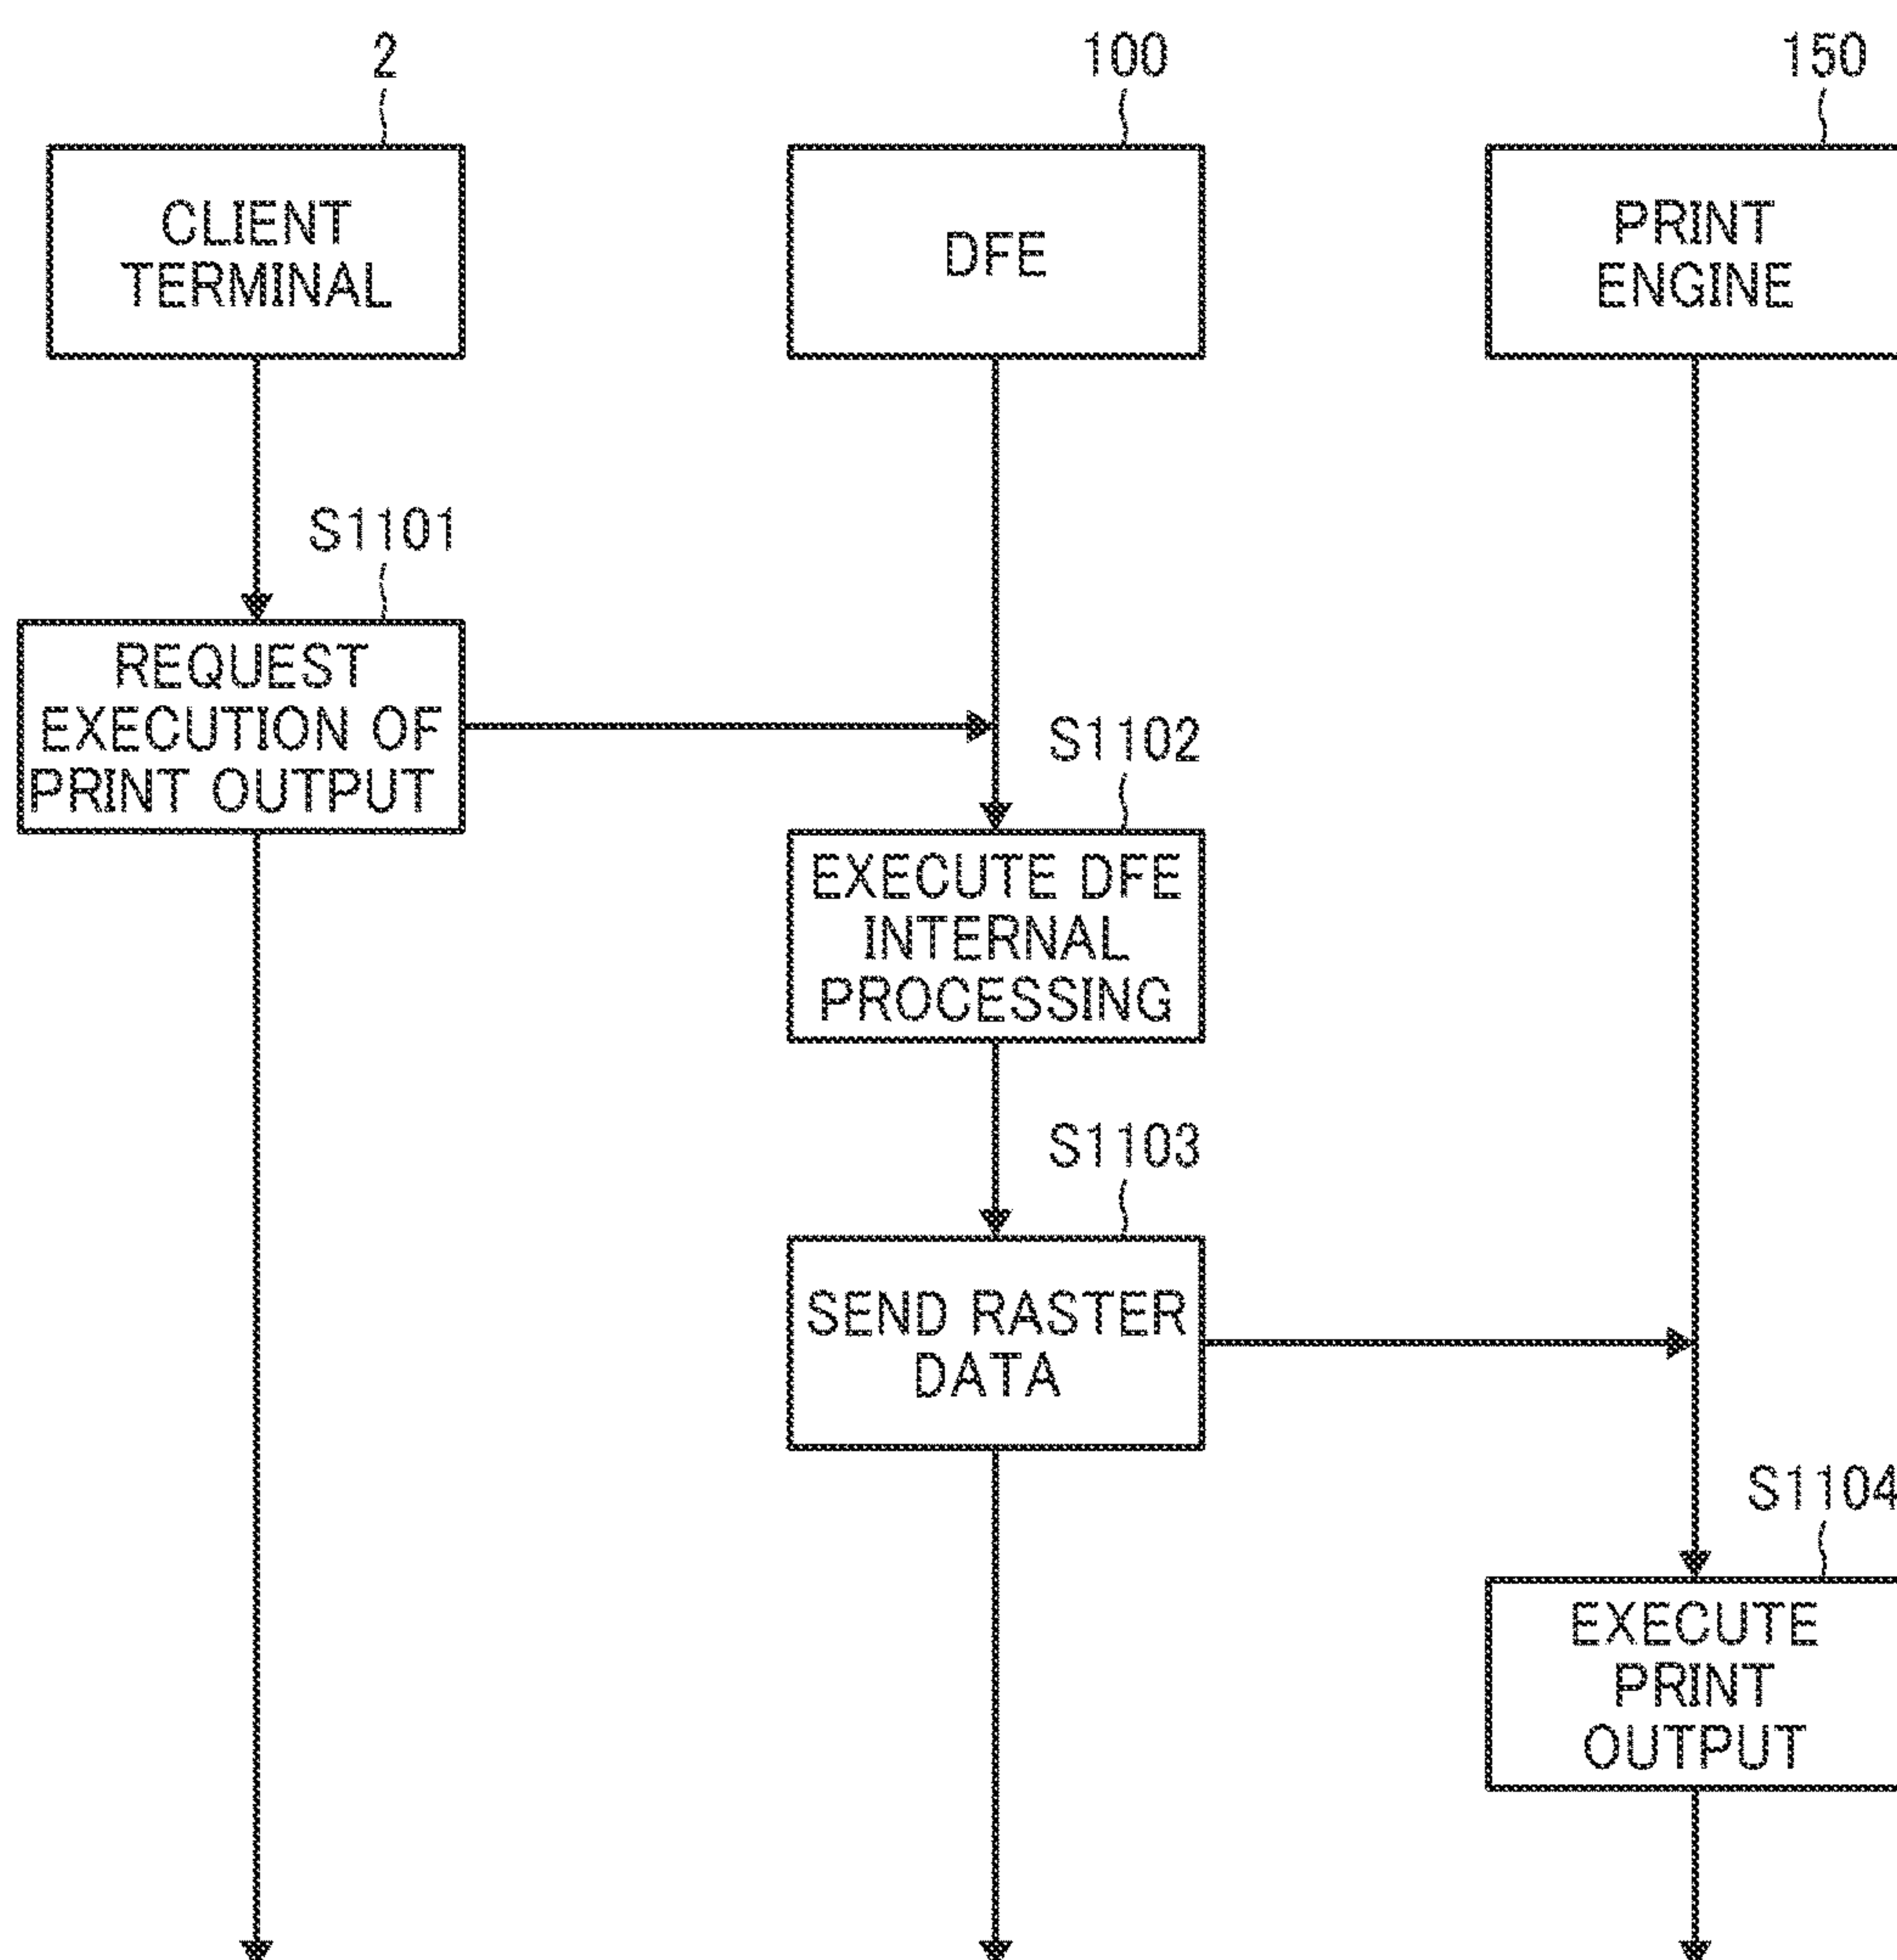 2
100
150
CLIENT
TERMINAL
DFE
PRINT
ENGINE
S1101
REQUEST
EXECUTION OF
PRINT OUTPUT
S1102
EXECUTE DFE
INTERNAL
PROCESSING
S1103
SEND RASTER
DATA
S1104
EXECUTE
PRINT
OUTPUT